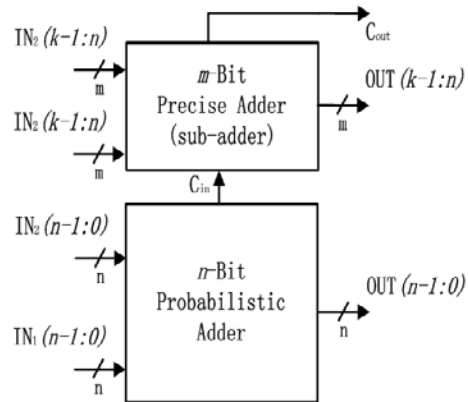 IN₂(k-1:n)
m
IN₂(k-1:n)
m
m-Bit
Precise Adder
(sub-adder)
Cout
OUT(k-1:n)
m
Cin
IN₂(n-1:0)
n
IN₁(n-1:0)
n
n-Bit
Probabilistic
Adder
OUT(n-1:0)
n